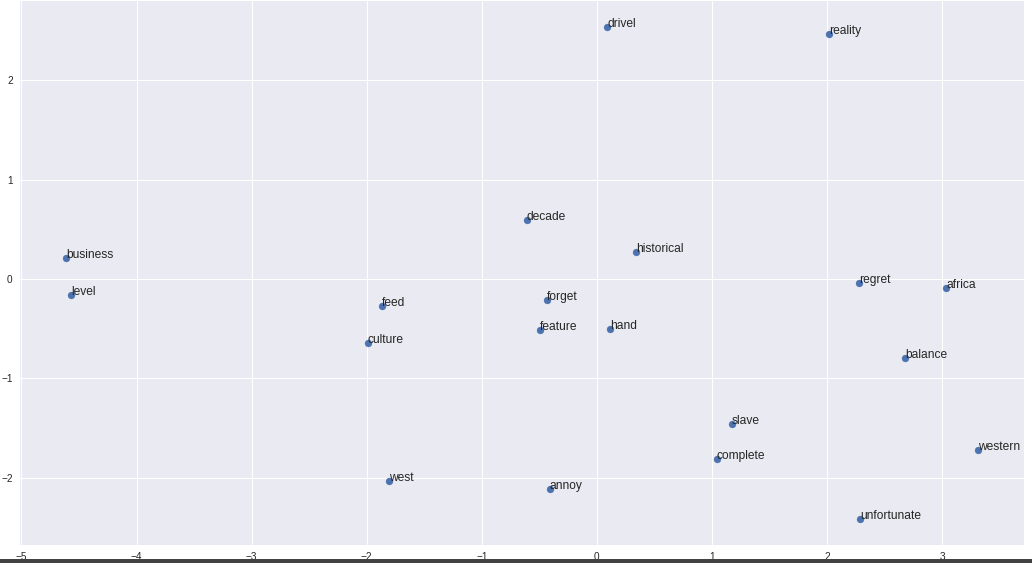 drivel
reality
2
1
decade
historical
business
0
regret
africa
level
forget
feed
feature
hand
culture
balance
−1
slave
western
complete
−2
west
annoy
unfortunate
−5 −4 −3 −2 −1 0 1 2 3